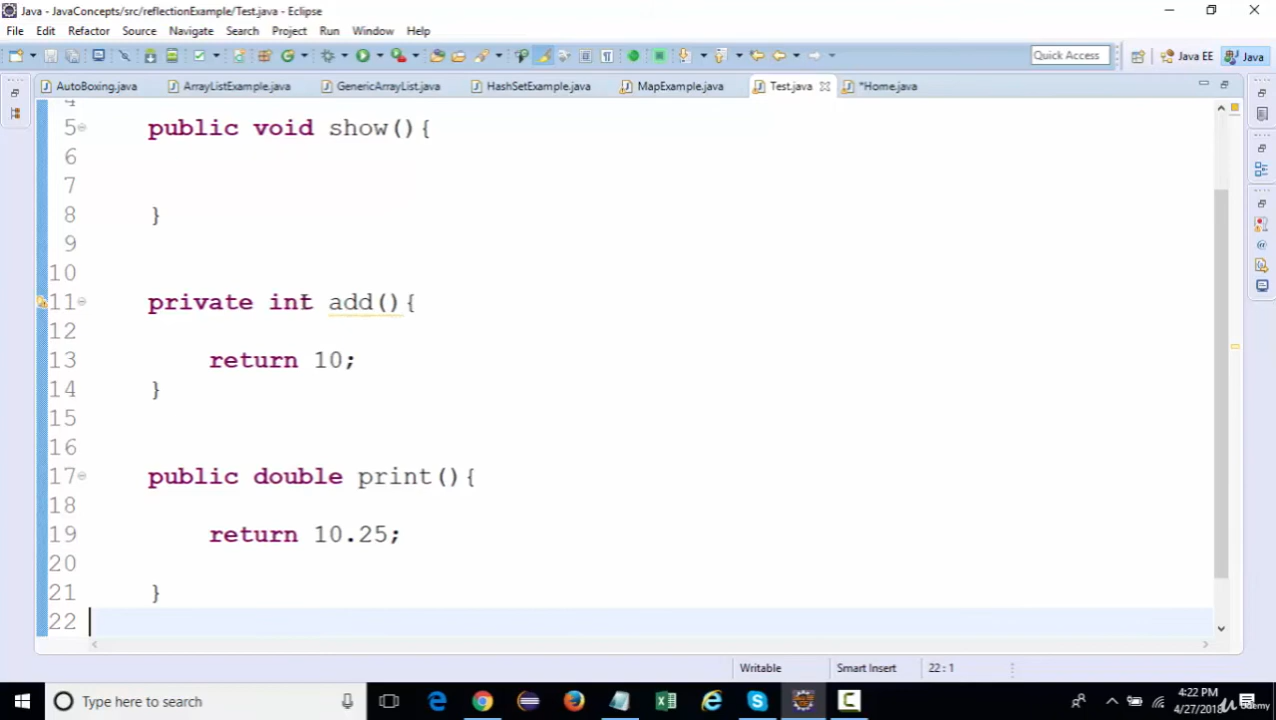 Java - JavaConcepts/src/reflectionExample/Test.java - Eclipse
File Edit Refactor Source Navigate Search Project Run Window Help
Quick Access Java EE Java
AutoBoxing.java ArrayListExample.java GenericArrayList.java HashSetExample.java MapExample.java Test.java *Home.java
4
5 public void show(){
6
7
8 }
9
10
11 private int add(){
12
13 return 10;
14 }
15
16
17 public double print(){
18
19 return 10.25;
20
21 }
22
Writable Smart Insert 22 : 1
Type here to search
4:22 PM
4/27/2018
Udemy